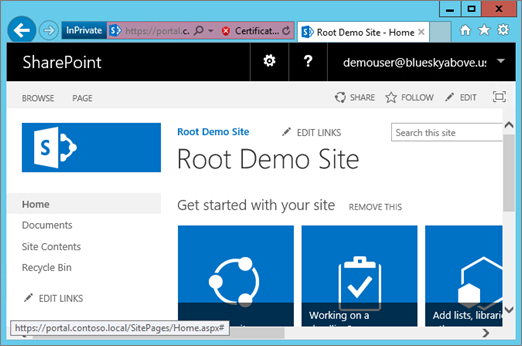 InPrivate https://portal.c... Certificat... Root Demo Site - Home
SharePoint ? demouser@blueskyabove.us
BROWSE PAGE SHARE FOLLOW EDIT
S Root Demo Site EDIT LINKS Search this site
Root Demo Site
Home
Get started with your site REMOVE THIS
Documents
Site Contents
Recycle Bin
EDIT LINKS
Working on a
Add lists, librarie
https://portal.contoso.local/SitePages/Home.aspx#